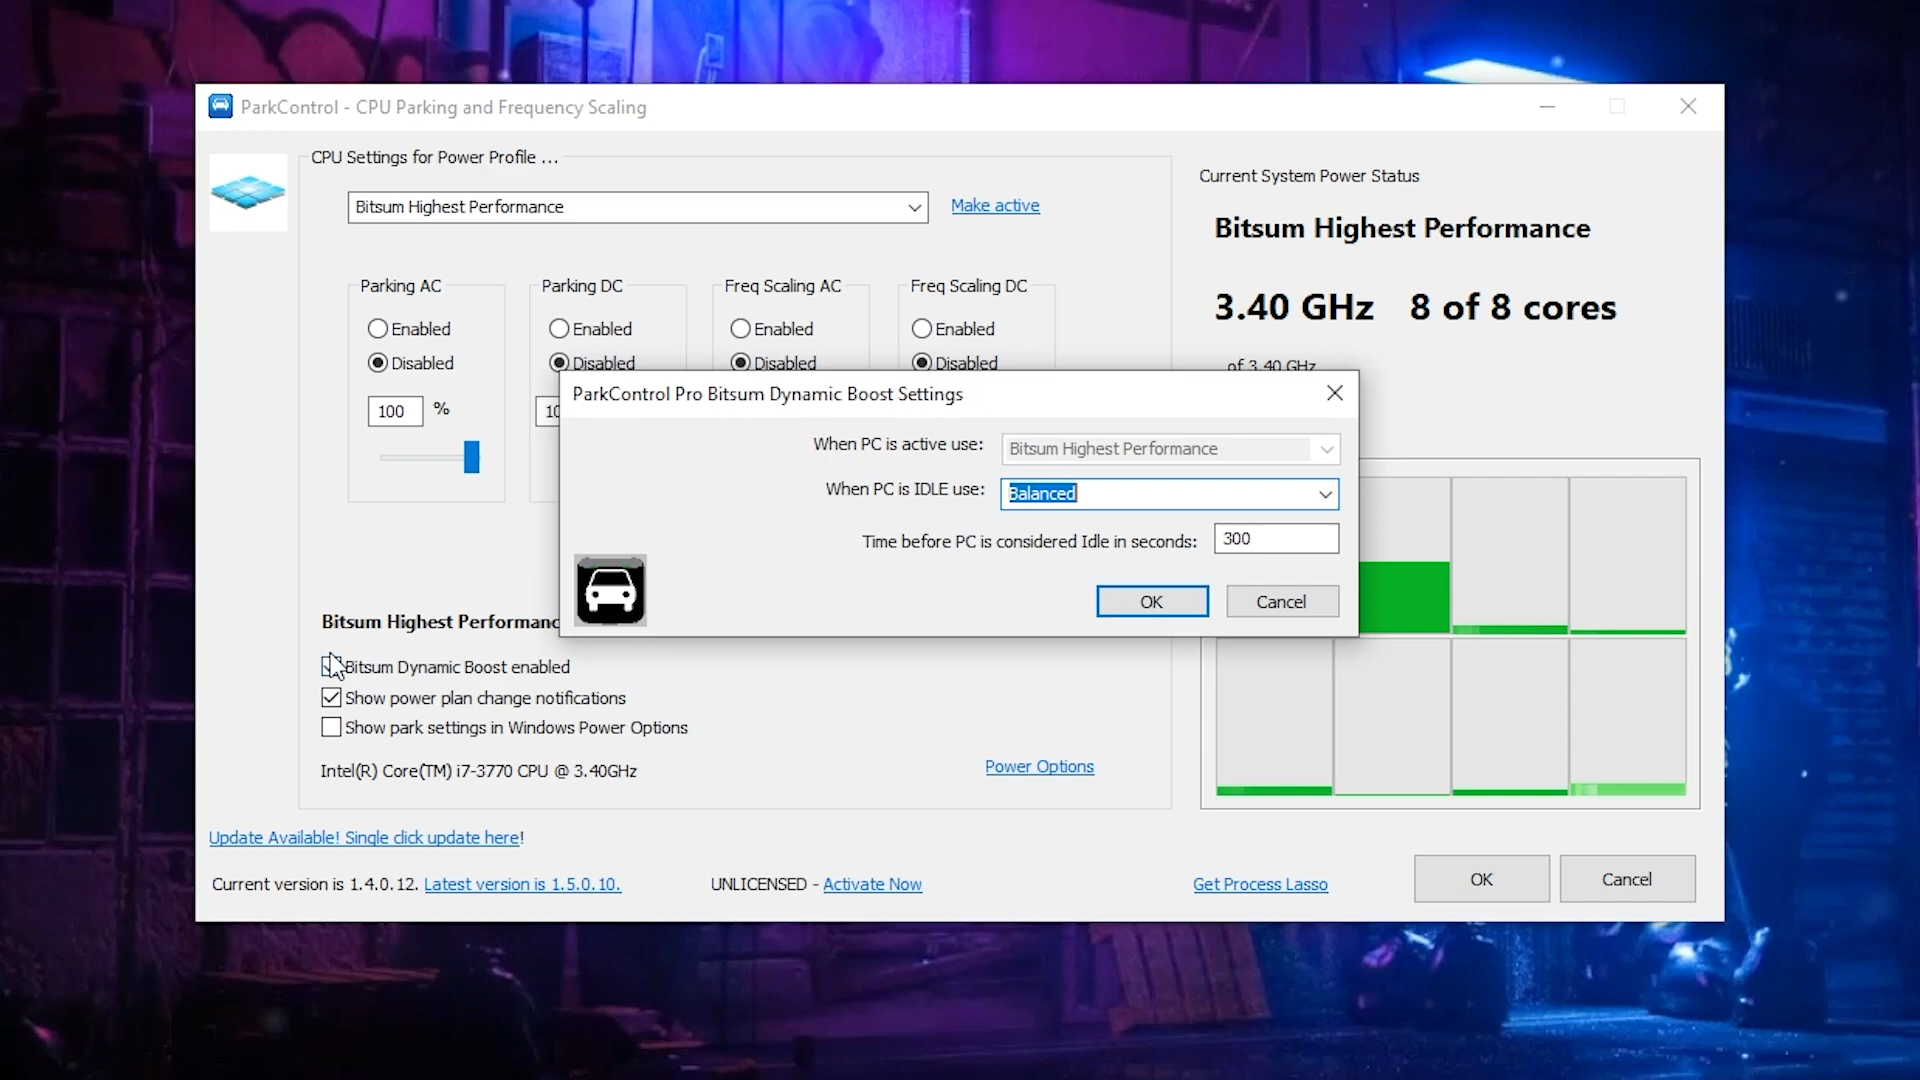 ParkControl - CPU Parking and Frequency Scaling
CPU Settings for Power Profile ...
Bitsum Highest Performance
Make active
Parking AC
Parking DC
Freq Scaling AC
Freq Scaling DC
Enabled
Enabled
Enabled
Enabled
Disabled
Disabled
Disabled
Disabled
100 %
10
Current System Power Status
Bitsum Highest Performance
3.40 GHz 8 of 8 cores
of 3.40 GHz
ParkControl Pro Bitsum Dynamic Boost Settings
When PC is active use: Bitsum Highest Performance
When PC is IDLE use: Balanced
Time before PC is considered Idle in seconds: 300
OK
Cancel
Bitsum Highest Performanc
Bitsum Dynamic Boost enabled
Show power plan change notifications
Show park settings in Windows Power Options
Intel(R) Core(TM) i7-3770 CPU @ 3.40GHz
Power Options
Update Available! Single click update here!
Current version is 1.4.0.12. Latest version is 1.5.0.10.
UNLICENSED - Activate Now
Get Process Lasso
OK
Cancel